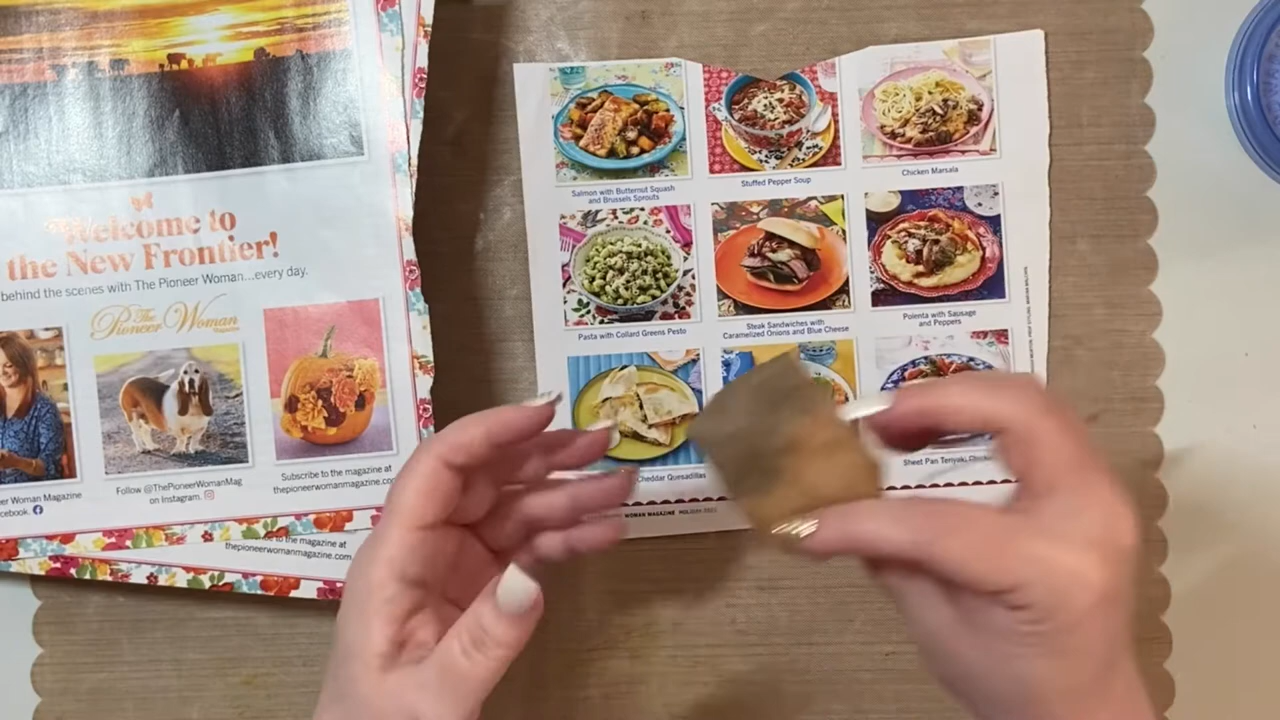 Welcome to
the New Frontier!
behind the scenes with The Pioneer Woman...every day.
The
Pioneer Woman
Woman Magazine
Follow @ThePioneerWomanMag
on Instagram.
Subscribe to the magazine at
thepioneerwomanmagazine.co
to the magazine at
thepioneerwomanmagazine.com
Salmon with Butternut Squash
and Brussels Sprouts
Stuffed Pepper Soup
Chicken Marsala
Pasta with Collard Greens Pesto
Steak Sandwiches with
Caramelized Onions and Blue Cheese
Polenta with Sausage
and Peppers
Cheddar Quesadillas
Sheet Pan Teriyaki Chicke
WOMAN MAGAZINE